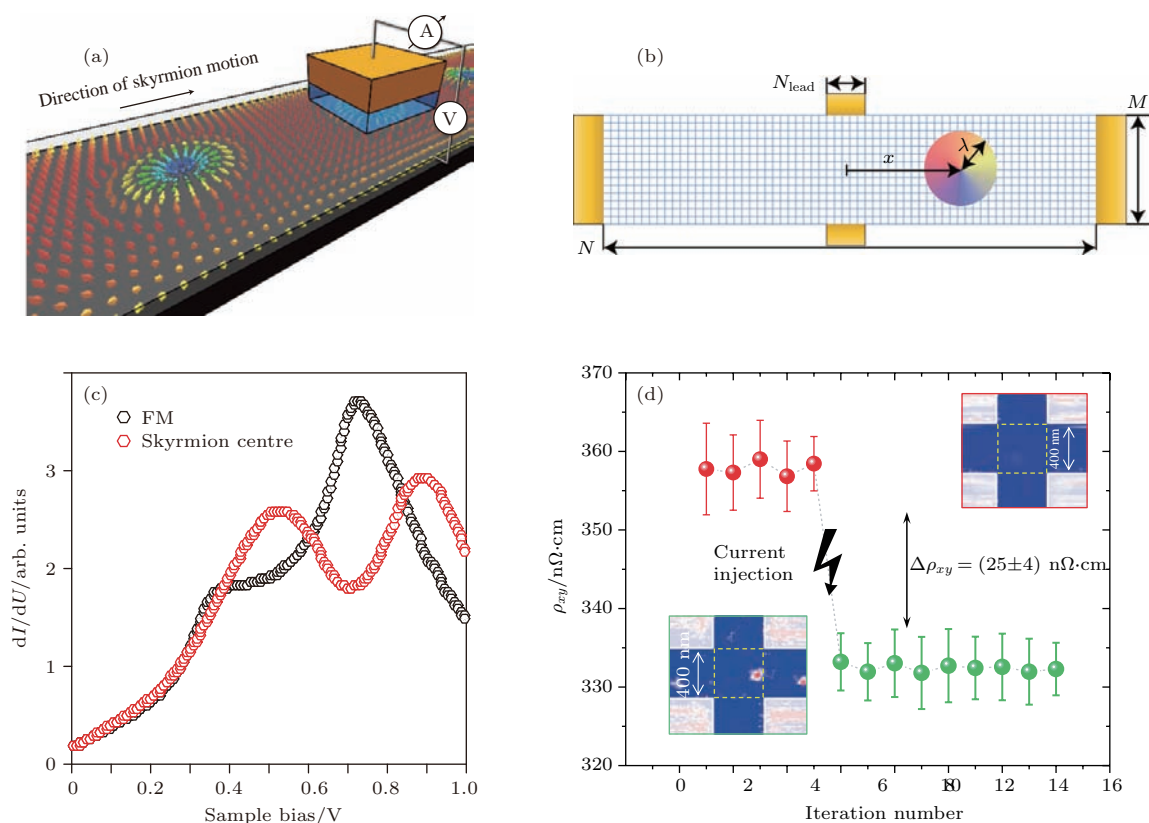 (a)
A
Direction of skyrmion motion
V
(b)
N_lead
M
λ
x
N
(c)
FM
Skyrmion centre
dI/dU/arb. units
3
2
1
0
0 0.2 0.4 0.6 0.8 1.0
Sample bias/V
(d)
370
360
350
340
330
320
ρ_xy/nΩ·cm
400 nm
Current
injection
Δρ_xy = (25±4) nΩ·cm
400 nm
0 2 4 6 8 10 12 14 16
Iteration number